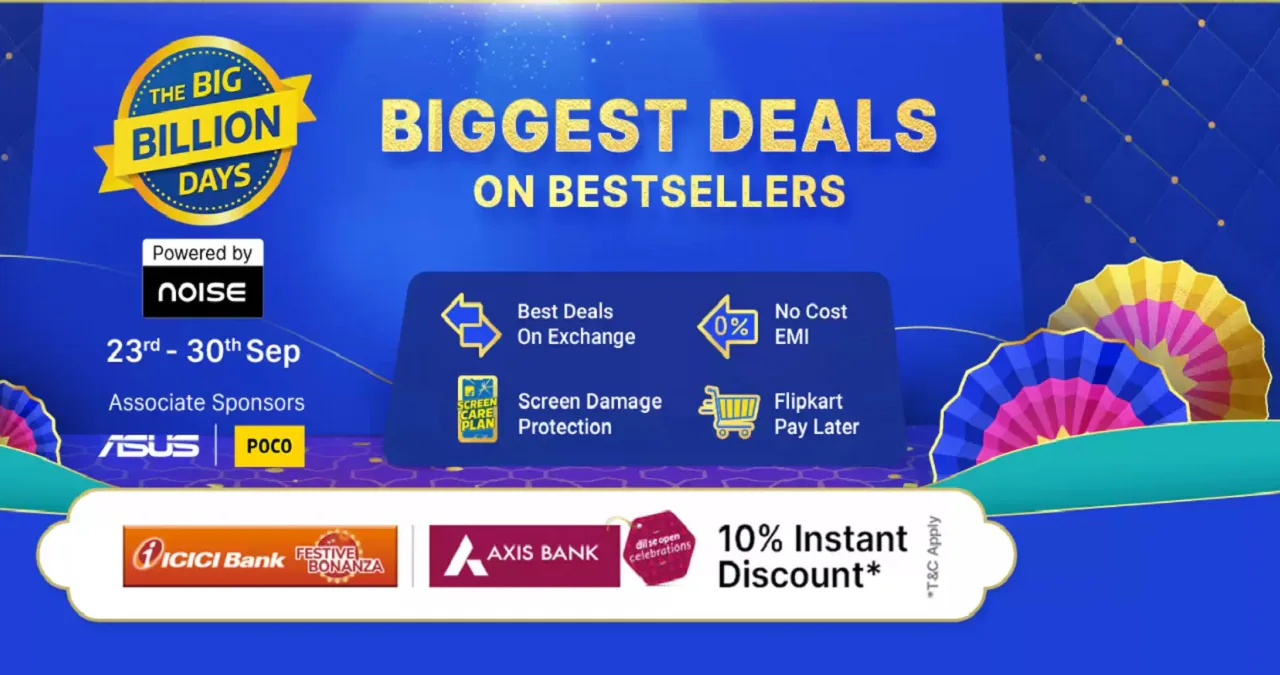 THE BIG
BILLION
DAYS
Powered by
NOISE
23rd - 30th Sep
Associate Sponsors
ASUS
POCO
BIGGEST DEALS
ON BESTSELLERS
Best Deals
On Exchange
0%
No Cost
EMI
SCREEN
CARE
PLAN
Screen Damage
Protection
Flipkart
Pay Later
i ICICI Bank
FESTIVE
BONANZA
AXIS BANK
dil se open
celebrations
10% Instant
Discount*
*T&C Apply